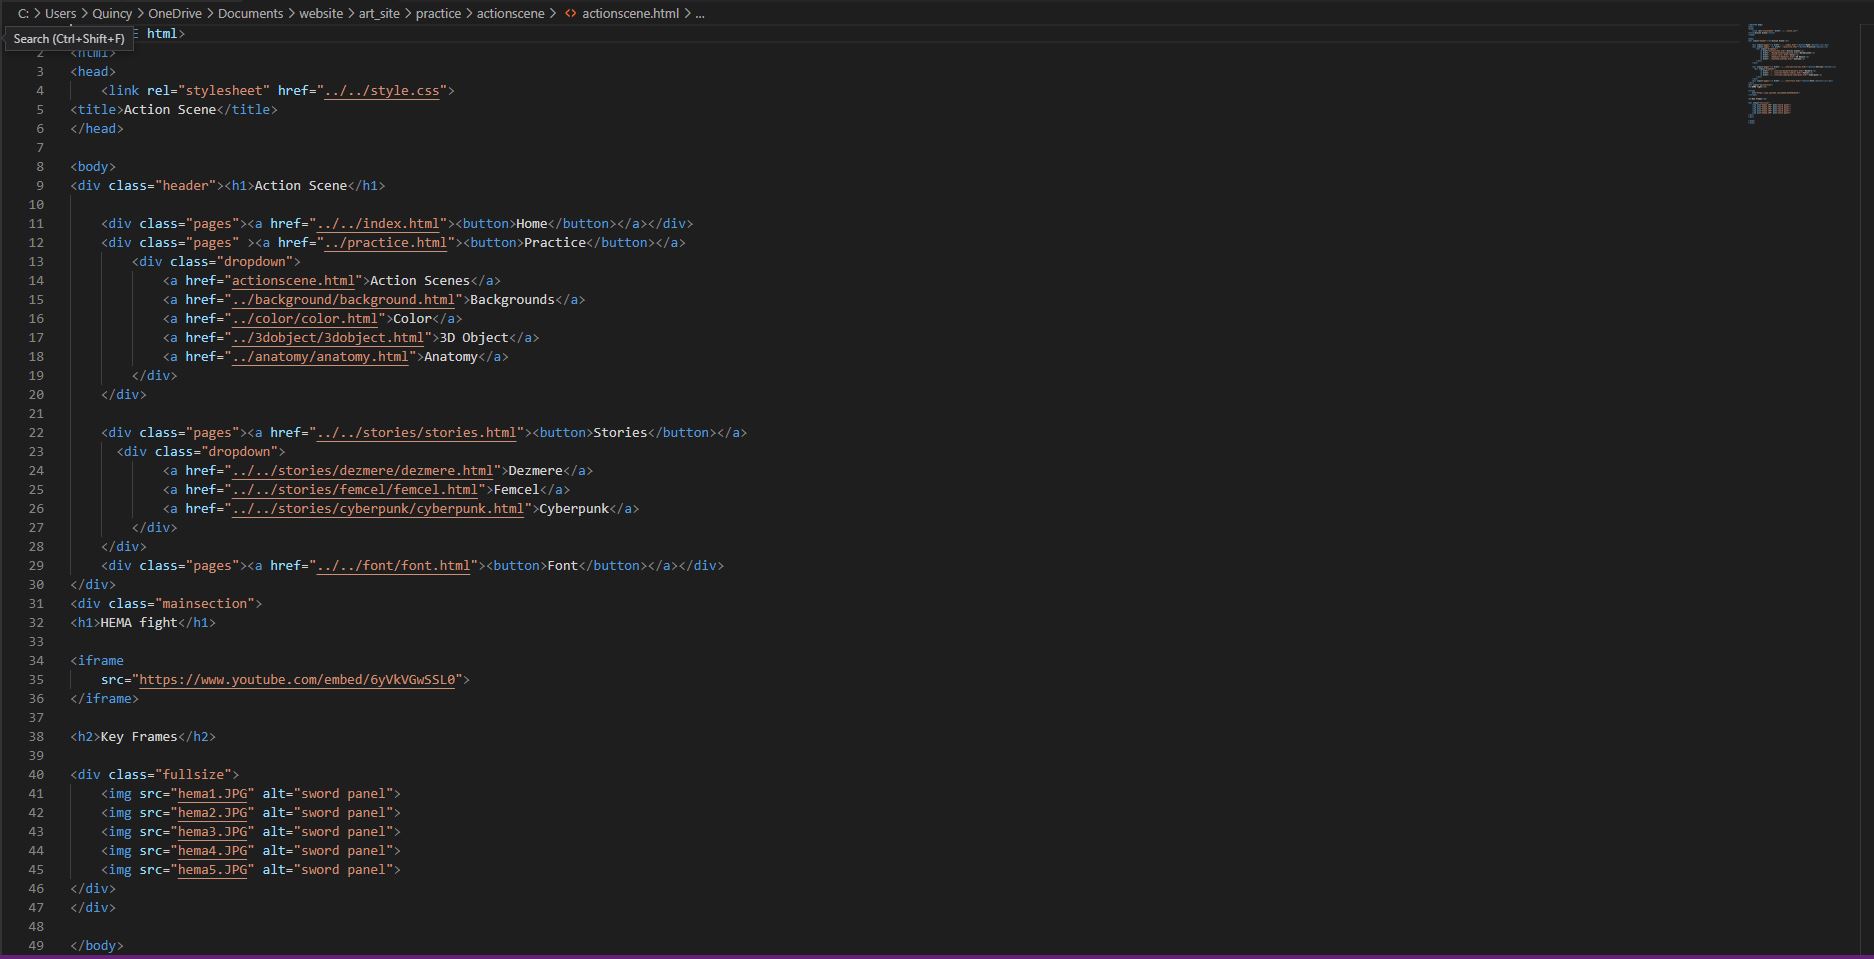 C: > Users > Quincy > OneDrive > Documents > website > art_site > practice > actionscene > <> actionscene.html > ...
Search (Ctrl+Shift+F) E html>
2 <html>
3 <head>
4 <link rel="stylesheet" href="../../style.css">
5 <title>Action Scene</title>
6 </head>
7
8 <body>
9 <div class="header"><h1>Action Scene</h1>
10
11 <div class="pages"><a href="../../index.html"><button>Home</button></a></div>
12 <div class="pages" ><a href="../practice.html"><button>Practice</button></a>
13 <div class="dropdown">
14 <a href="actionscene.html">Action Scenes</a>
15 <a href="../background/background.html">Backgrounds</a>
16 <a href="../color/color.html">Color</a>
17 <a href="../3dobject/3dobject.html">3D Object</a>
18 <a href="../anatomy/anatomy.html">Anatomy</a>
19 </div>
20 </div>
21
22 <div class="pages"><a href="../../stories/stories.html"><button>Stories</button></a>
23 <div class="dropdown">
24 <a href="../../stories/dezmere/dezmere.html">Dezmere</a>
25 <a href="../../stories/femcel/femcel.html">Femcel</a>
26 <a href="../../stories/cyberpunk/cyberpunk.html">Cyberpunk</a>
27 </div>
28 </div>
29 <div class="pages"><a href="../../font/font.html"><button>Font</button></a></div>
30 </div>
31 <div class="mainsection">
32 <h1>HEMA fight</h1>
33
34 <iframe
35 src="https://www.youtube.com/embed/6yVkVGwSSL0">
36 </iframe>
37
38 <h2>Key Frames</h2>
39
40 <div class="fullsize">
41 <img src="hema1.JPG" alt="sword panel">
42 <img src="hema2.JPG" alt="sword panel">
43 <img src="hema3.JPG" alt="sword panel">
44 <img src="hema4.JPG" alt="sword panel">
45 <img src="hema5.JPG" alt="sword panel">
46 </div>
47 </div>
48
49 </body>